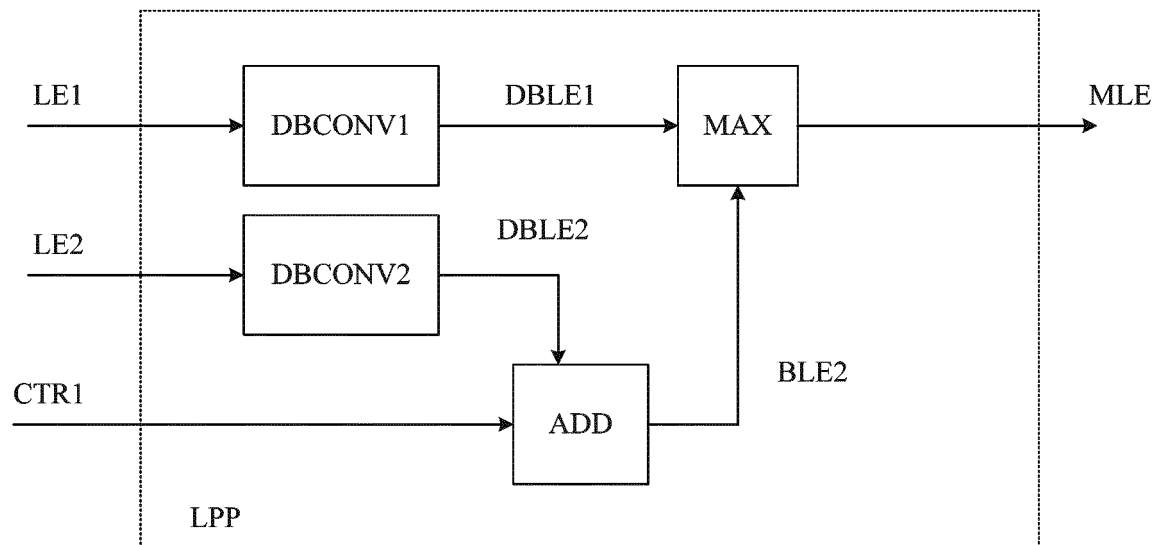 LE1
DBCONV1
DBLE1
MAX
MLE
LE2
DBCONV2
DBLE2
CTR1
ADD
BLE2
LPP